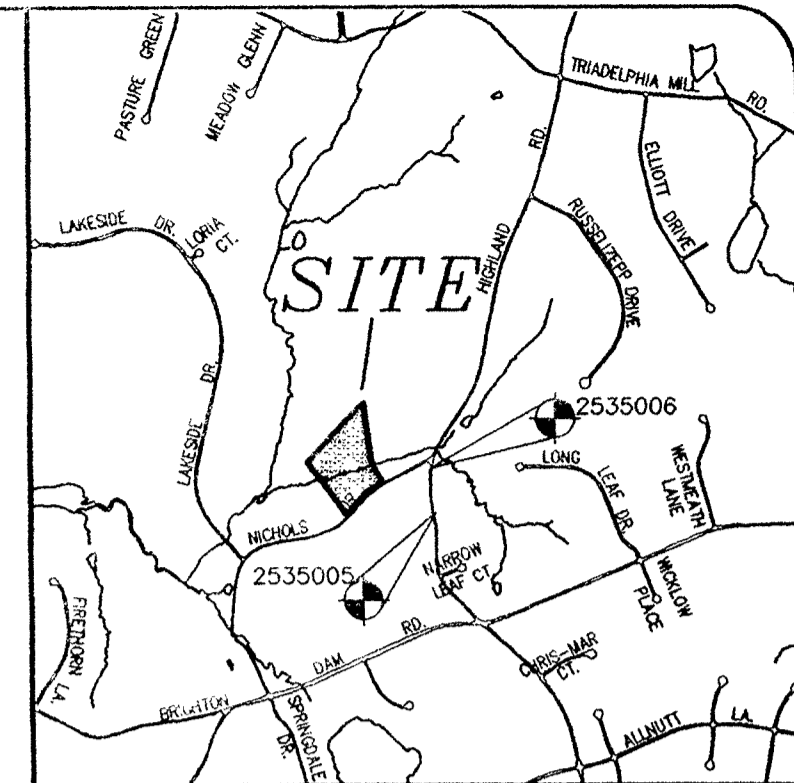 PASTURE GREEN
MEADOW GLENN
TRIADELPHIA MILL RD.
ELLIOTT DRIVE
RD.
HIGHLAND
RUSSELLZEPP DRIVE
LAKESIDE DR.
LORIA
CT.
SITE
LAKESIDE DR.
2535006
LONG
LEAF DR.
WESTMEATH
LANE
RD.
NICHOLS
2535005
NARROW
LEAF CT.
WICKLOW
PLACE
FIRETHORN LA.
BRIGHTON DAM RD.
CHRIS-MAR
CT.
SPRINGDALE
DR.
ALLNUTT LA.